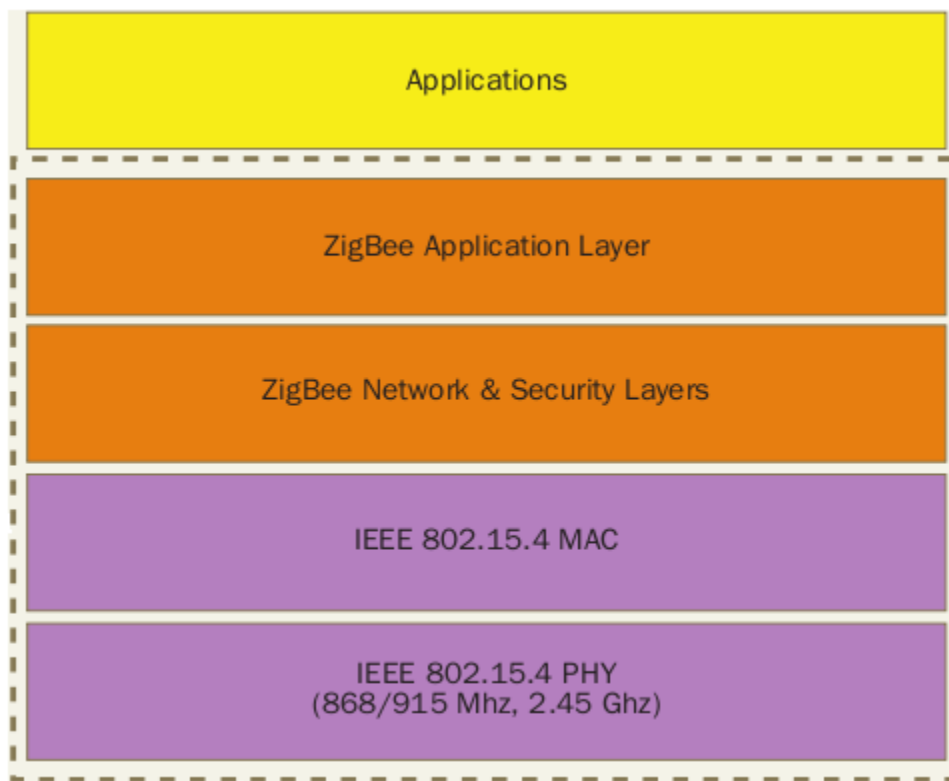 Applications
ZigBee Application Layer
ZigBee Network & Security Layers
IEEE 802.15.4 MAC
IEEE 802.15.4 PHY
(868/915 Mhz, 2.45 Ghz)